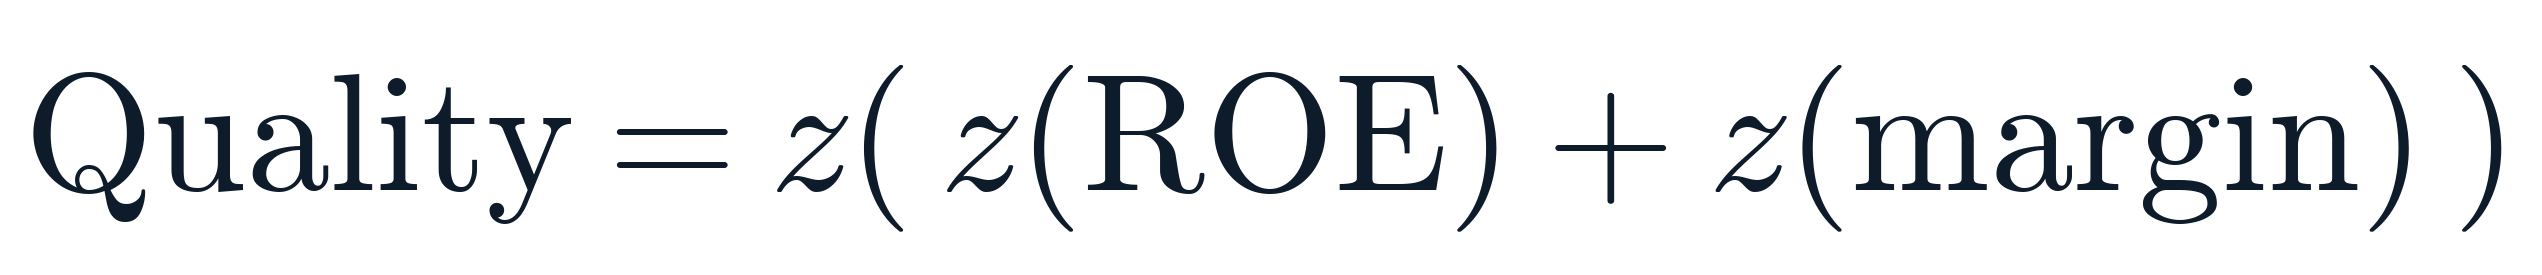 Quality = z( z(ROE) + z(margin) )